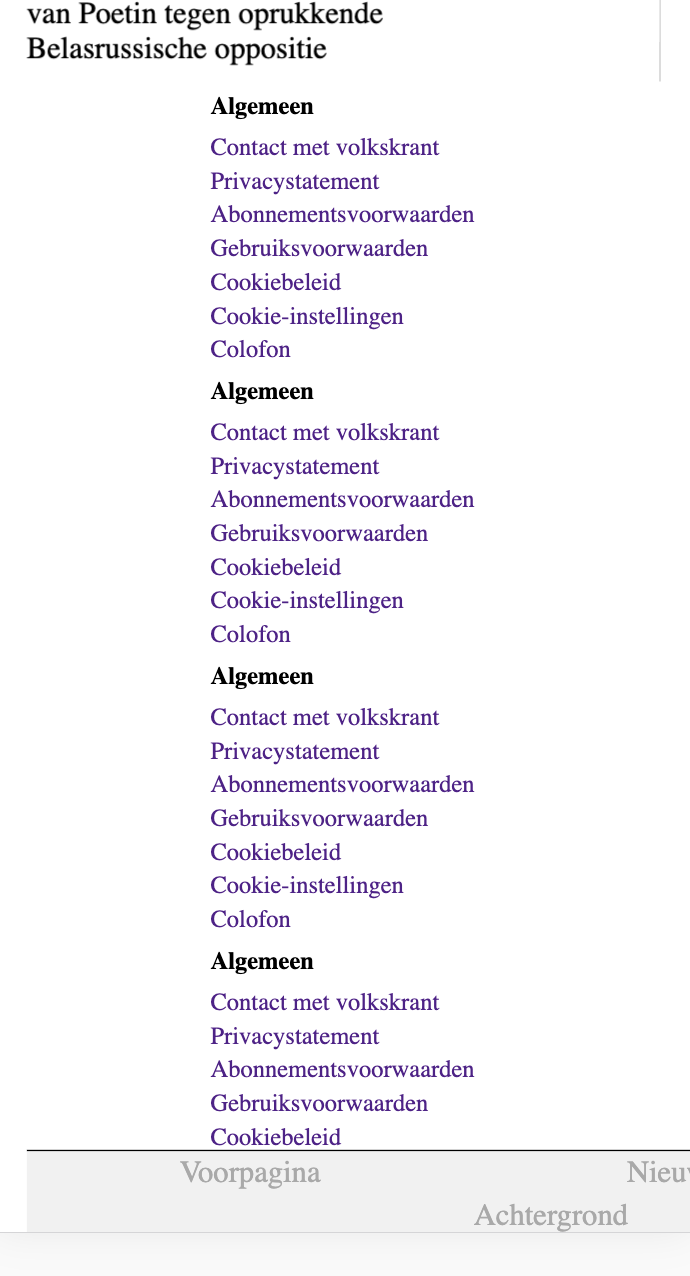 van Poetin tegen oprukkende
Belasrussische oppositie
Algemeen
Contact met volkskrant
Privacystatement
Abonnementsvoorwaarden
Gebruiksvoorwaarden
Cookiebeleid
Cookie-instellingen
Colofon
Algemeen
Contact met volkskrant
Privacystatement
Abonnementsvoorwaarden
Gebruiksvoorwaarden
Cookiebeleid
Cookie-instellingen
Colofon
Algemeen
Contact met volkskrant
Privacystatement
Abonnementsvoorwaarden
Gebruiksvoorwaarden
Cookiebeleid
Cookie-instellingen
Colofon
Algemeen
Contact met volkskrant
Privacystatement
Abonnementsvoorwaarden
Gebruiksvoorwaarden
Cookiebeleid
Voorpagina
Achtergrond